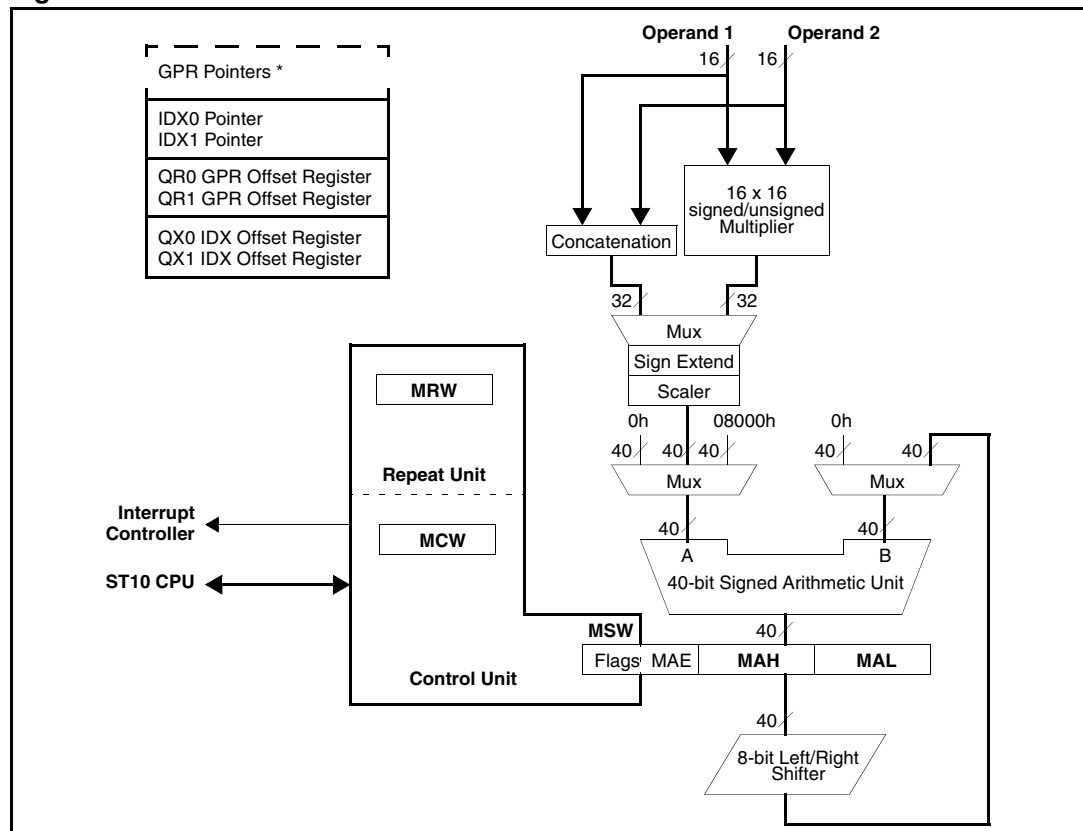 Operand 1
Operand 2
16
16
GPR Pointers *
IDX0 Pointer
IDX1 Pointer
QR0 GPR Offset Register
QR1 GPR Offset Register
QX0 IDX Offset Register
QX1 IDX Offset Register
16 x 16
signed/unsigned
Multiplier
Concatenation
32
32
Mux
Sign Extend
Scaler
MRW
0h
08000h
0h
40
40
40
40
40
Mux
Mux
Repeat Unit
Interrupt
Controller
MCW
40
40
A
B
40-bit Signed Arithmetic Unit
ST10 CPU
MSW
40
Flags
MAE
MAH
MAL
Control Unit
40
8-bit Left/Right
Shifter